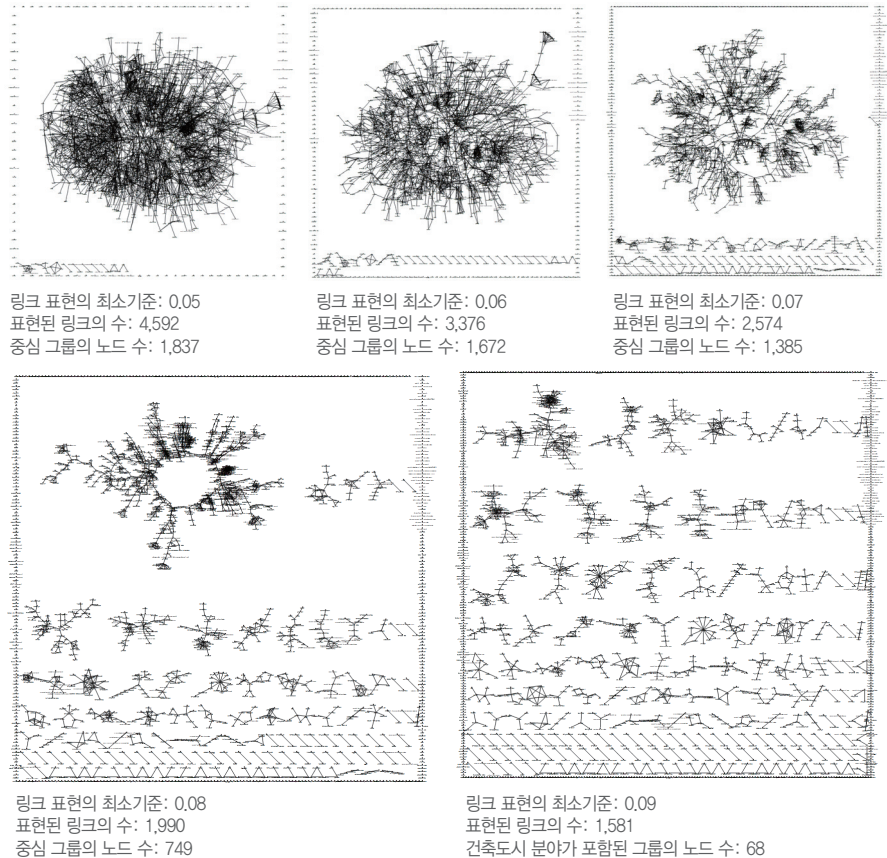 링크 표현의 최소기준: 0.05
표현된 링크의 수: 4,592
중심 그룹의 노드 수: 1,837
링크 표현의 최소기준: 0.06
표현된 링크의 수: 3,376
중심 그룹의 노드 수: 1,672
링크 표현의 최소기준: 0.07
표현된 링크의 수: 2,574
중심 그룹의 노드 수: 1,385
링크 표현의 최소기준: 0.08
표현된 링크의 수: 1,990
중심 그룹의 노드 수: 749
링크 표현의 최소기준: 0.09
표현된 링크의 수: 1,581
건축도시 분야가 포함된 그룹의 노드 수: 68